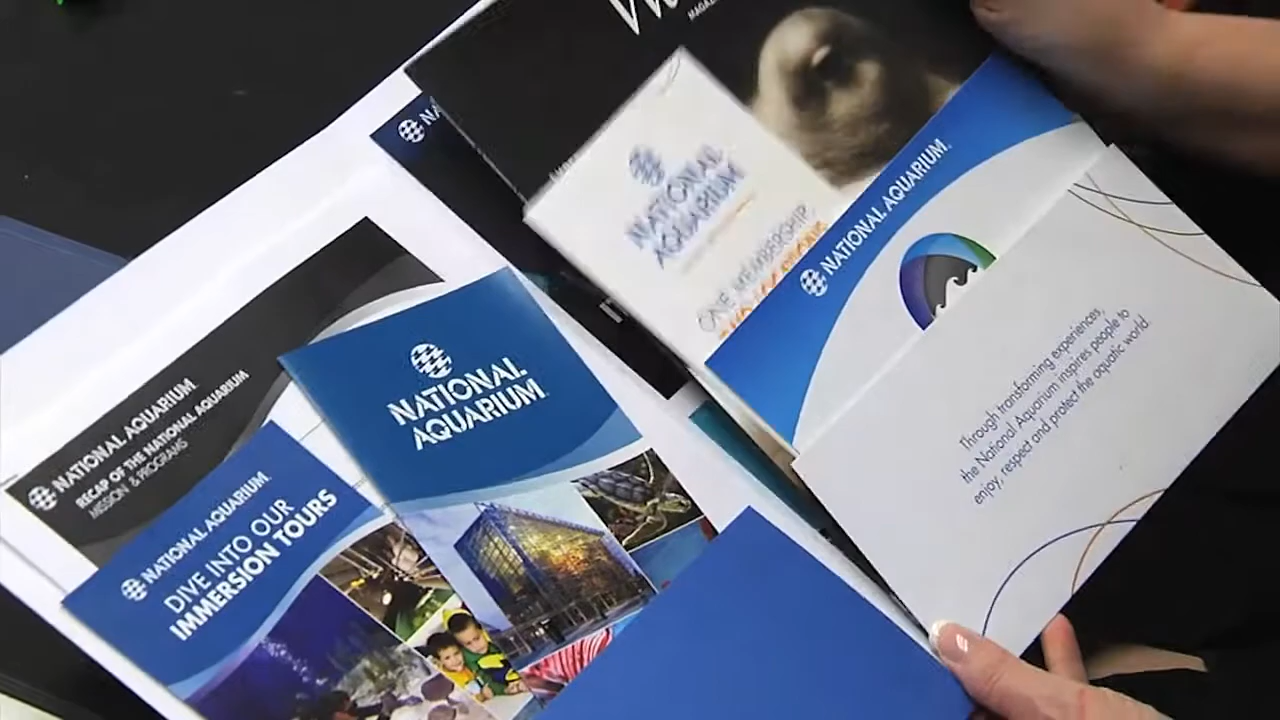 NATIONAL AQUARIUM
RECAP OF THE NATIONAL AQUARIUM
MISSION & PROGRAMS
NATIONAL AQUARIUM
DIVE INTO OUR
IMMERSION TOURS
NATIONAL
AQUARIUM
NATIONAL
AQUARIUM
ONE MEMBERSHIP
NATIONAL AQUARIUM
Through transforming experiences,
the National Aquarium inspires people to
enjoy, respect and protect the aquatic world.